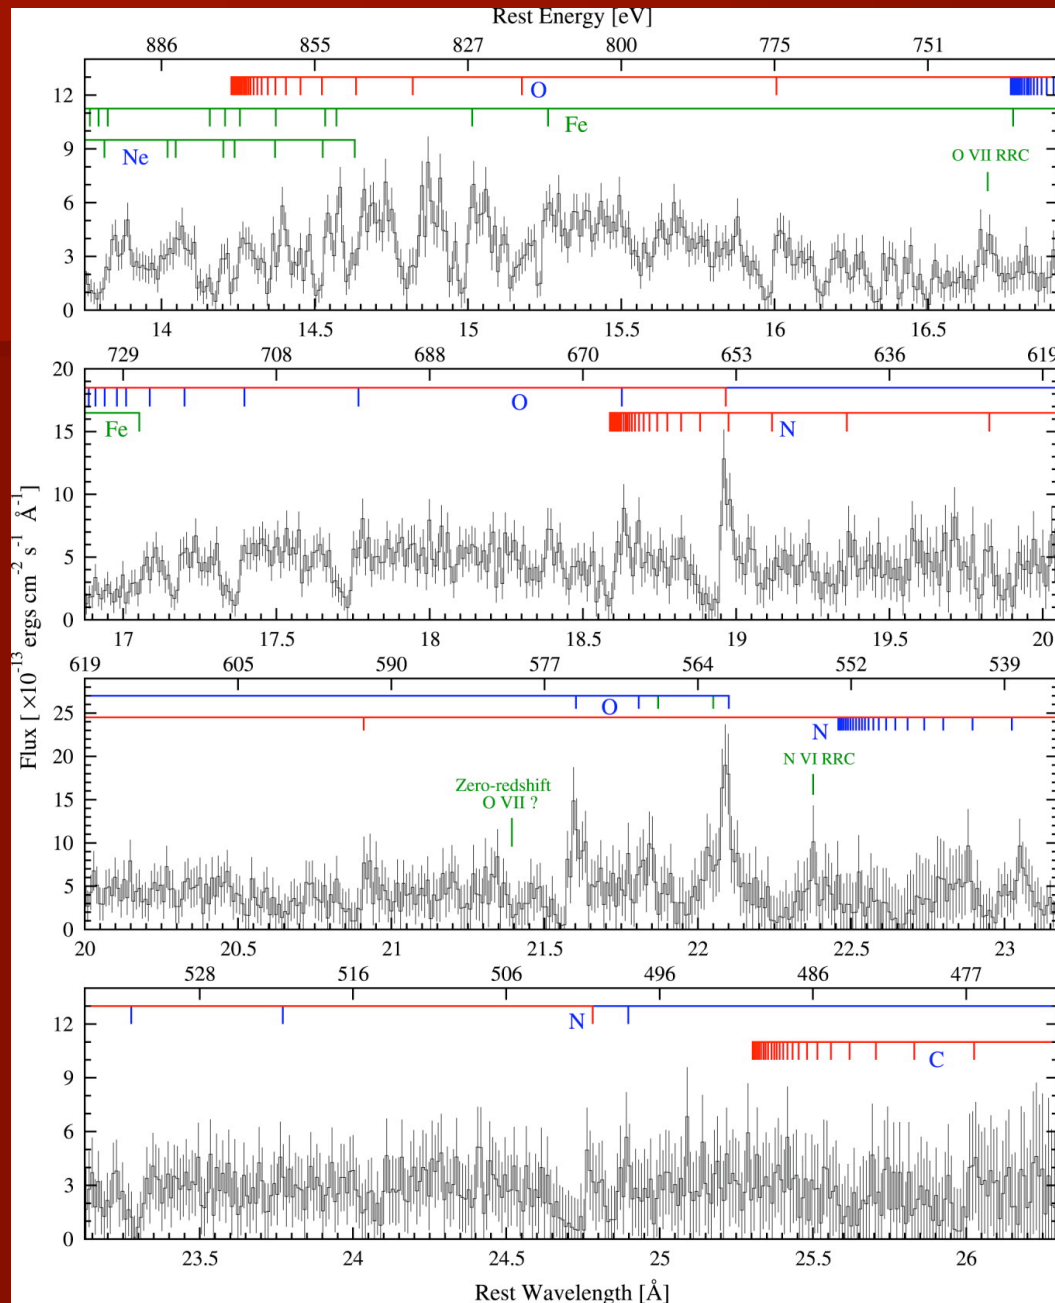 Rest Energy [eV]
886 855 827 800 775 751
12
9
6
3
0
O
Fe
Ne
O VII RRC
14 14.5 15 15.5 16 16.5
729 708 688 670 653 636 619
20
15
10
5
0
O
Fe
N
17 17.5 18 18.5 19 19.5 20
Flux [ ×10⁻¹³ ergs cm⁻² s⁻¹ Å⁻¹]
619 605 590 577 564 552 539
25
20
15
10
5
0
O
N
N VI RRC
Zero-redshift
O VII ?
20 20.5 21 21.5 22 22.5 23
528 516 506 496 486 477
12
9
6
3
0
N
C
23.5 24 24.5 25 25.5 26
Rest Wavelength [Å]